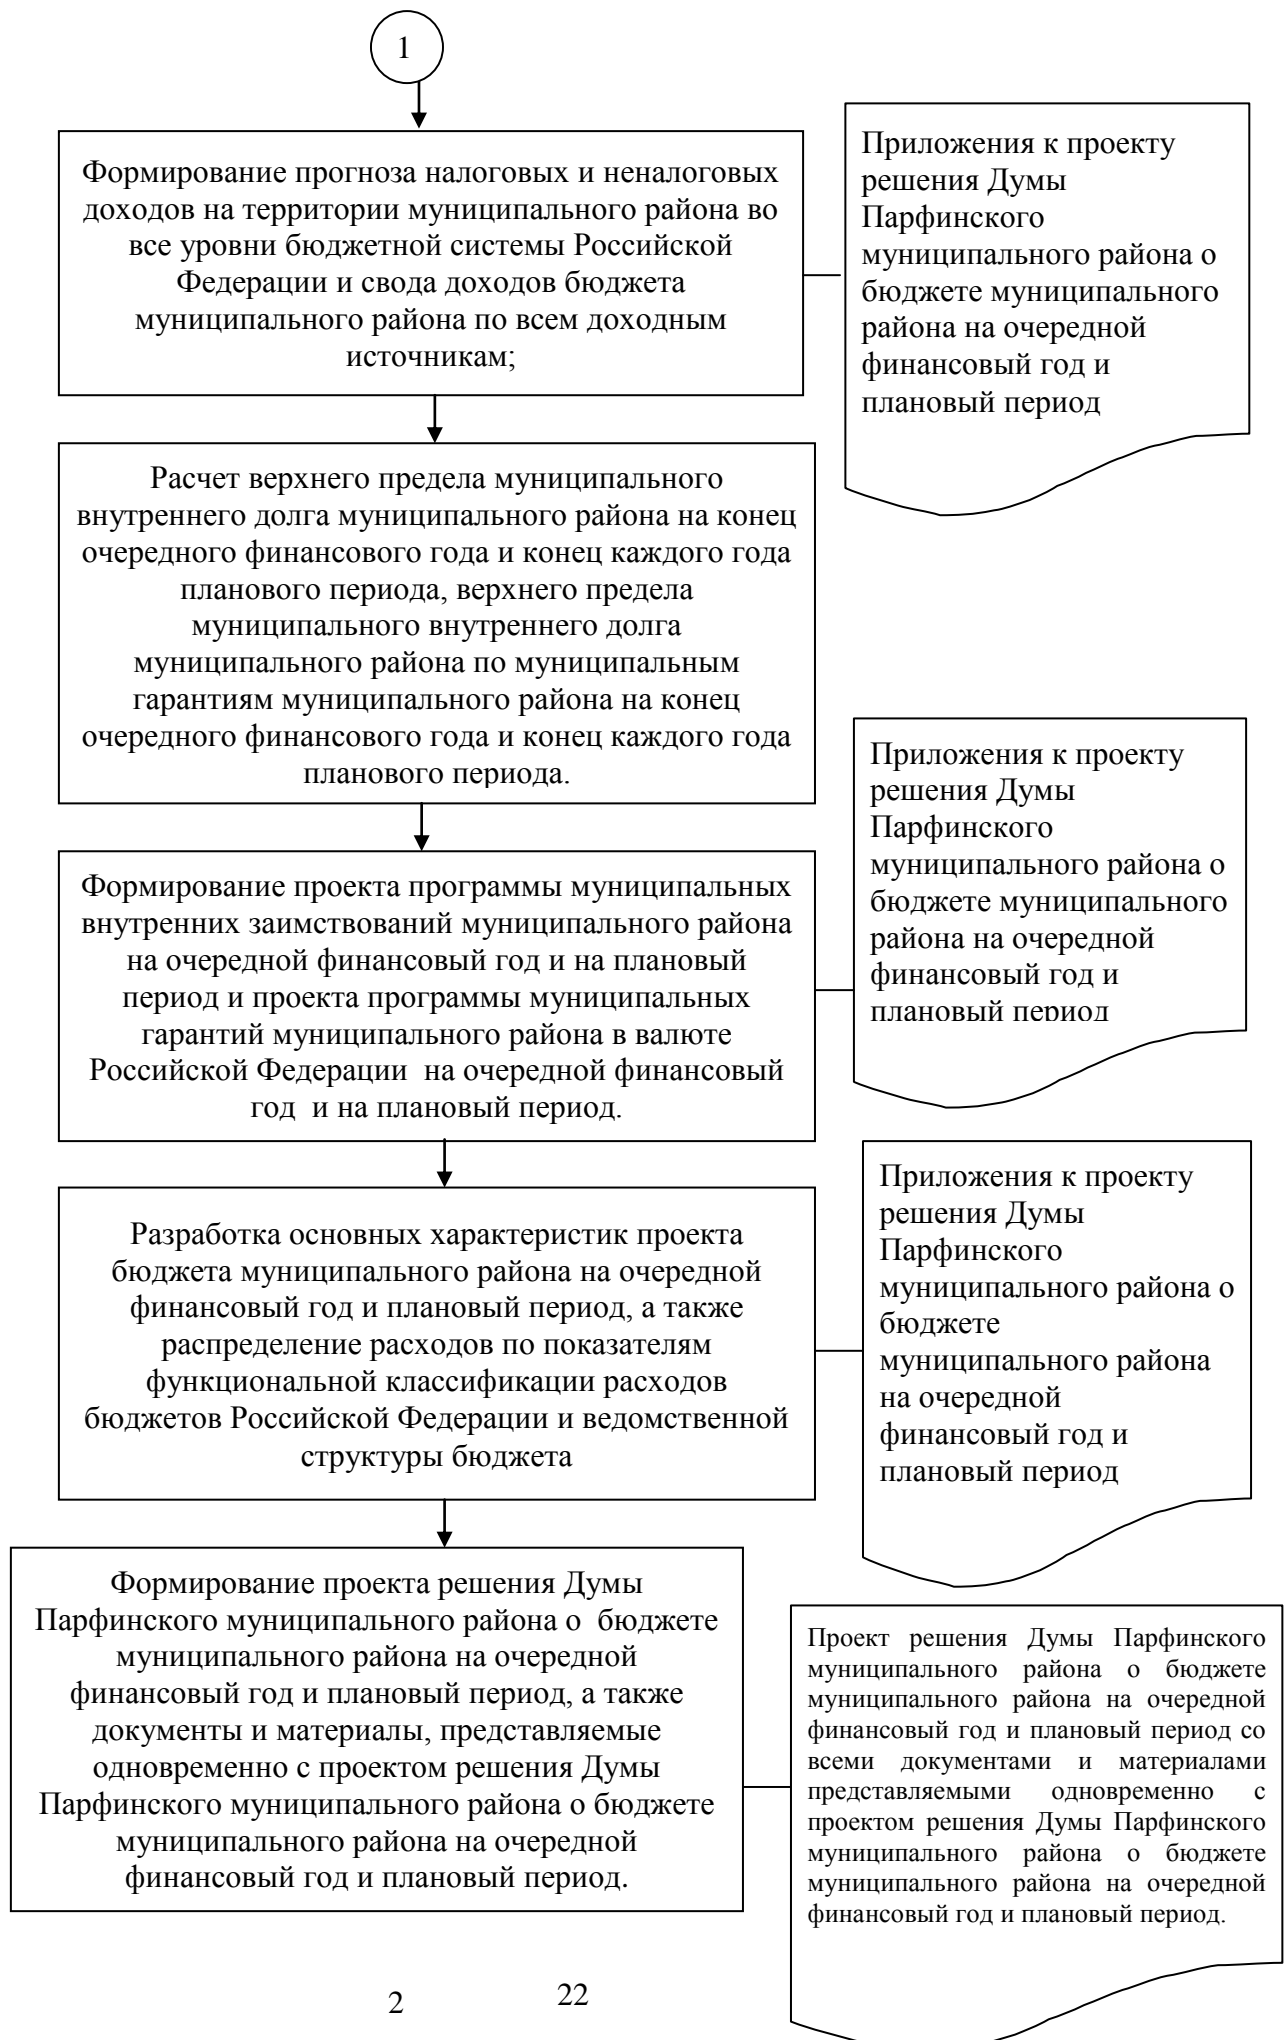 1
Формирование прогноза налоговых и неналоговых
доходов на территории муниципального района во
все уровни бюджетной системы Российской
Федерации и свода доходов бюджета
муниципального района по всем доходным
источникам;
Приложения к проекту
решения Думы
Парфинского
муниципального района о
бюджете муниципального
района на очередной
финансовый год и
плановый период
Расчет верхнего предела муниципального
внутреннего долга муниципального района на конец
очередного финансового года и конец каждого года
планового периода, верхнего предела
муниципального внутреннего долга
муниципального района по муниципальным
гарантиям муниципального района на конец
очередного финансового года и конец каждого года
планового периода.
Приложения к проекту
решения Думы
Парфинского
муниципального района о
бюджете муниципального
района на очередной
финансовый год и
плановый период
Формирование проекта программы муниципальных
внутренних заимствований муниципального района
на очередной финансовый год и на плановый
период и проекта программы муниципальных
гарантий муниципального района в валюте
Российской Федерации  на очередной финансовый
год  и на плановый период.
Приложения к проекту
решения Думы
Парфинского
муниципального района о
бюджете
муниципального района
на очередной
финансовый год и
плановый период
Разработка основных характеристик проекта
бюджета муниципального района на очередной
финансовый год и плановый период, а также
распределение расходов по показателям
функциональной классификации расходов
бюджетов Российской Федерации и ведомственной
структуры бюджета
Формирование проекта решения Думы
Парфинского муниципального района о  бюджете
муниципального района на очередной
финансовый год и плановый период, а также
документы и материалы, представляемые
одновременно с проектом решения Думы
Парфинского муниципального района о бюджете
муниципального района на очередной
финансовый год и плановый период.
Проект решения Думы Парфинского
муниципального района о бюджете
муниципального района на очередной
финансовый год и плановый период со
всеми документами и материалами
представляемыми одновременно с
проектом решения Думы Парфинского
муниципального района о бюджете
муниципального района на очередной
финансовый год и плановый период.
2
22